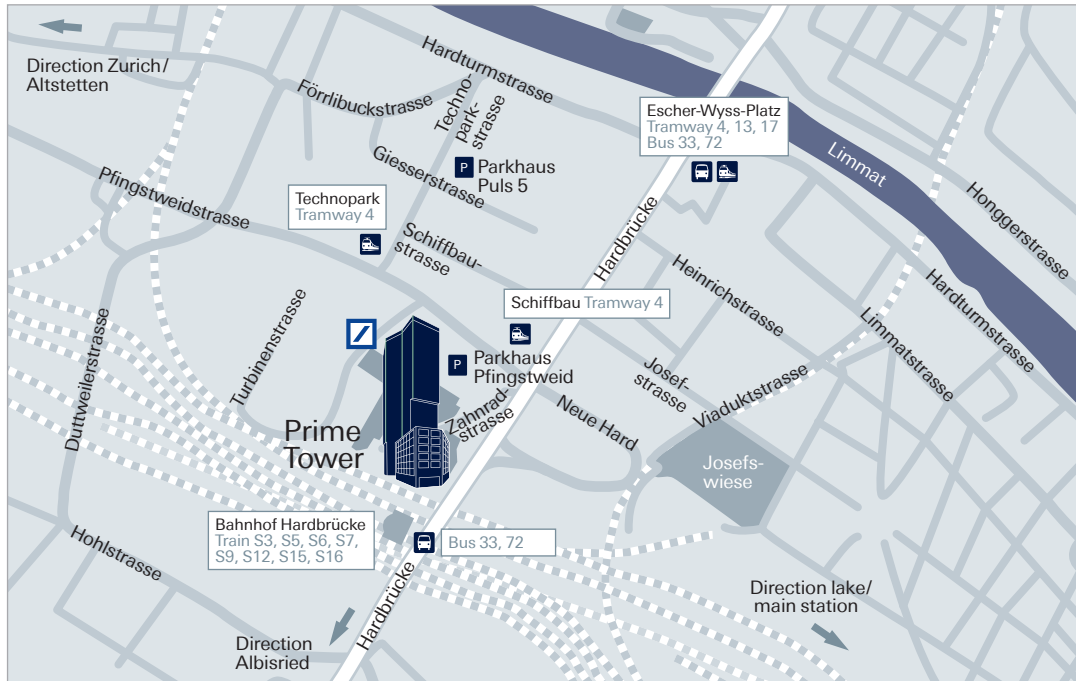 Direction Zurich/
Altstetten
Hardturmstrasse
Förrlibuckstrasse
Techno-
park-
strasse
Escher-Wyss-Platz
Tramway 4, 13, 17
Bus 33, 72
Limmat
Giesserstrasse
P Parkhaus
Puls 5
Pfingstweidstrasse
Technopark
Tramway 4
Honggerstrasse
Schiffbau-
strasse
Hardbrücke
Heinrichstrasse
Hardturmstrasse
Schiffbau Tramway 4
Limmatstrasse
Turbinenstrasse
Duttweilerstrasse
P Parkhaus
Pfingstweid
Josef-
strasse
Viaduktstrasse
Zahnrad-
strasse
Neue Hard
Prime
Tower
Josefs-
wiese
Bahnhof Hardbrücke
Train S3, S5, S6, S7,
S9, S12, S15, S16
Bus 33, 72
Hohlstrasse
Hardbrücke
Direction lake/
main station
Direction
Albisried